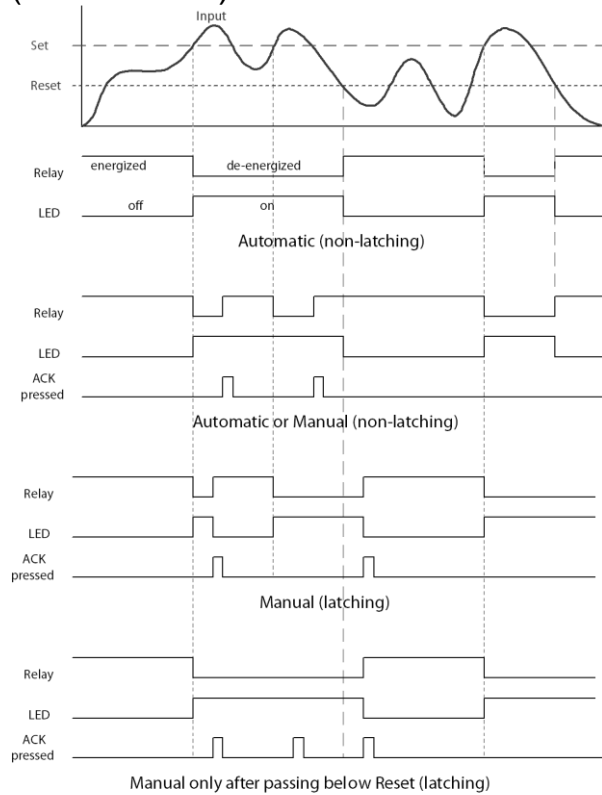 Input
Set
Reset
energized de-energized
Relay
off on
LED
Automatic (non-latching)
Relay
LED
ACK
pressed
Automatic or Manual (non-latching)
Relay
LED
ACK
pressed
Manual (latching)
Relay
LED
ACK
pressed
Manual only after passing below Reset (latching)